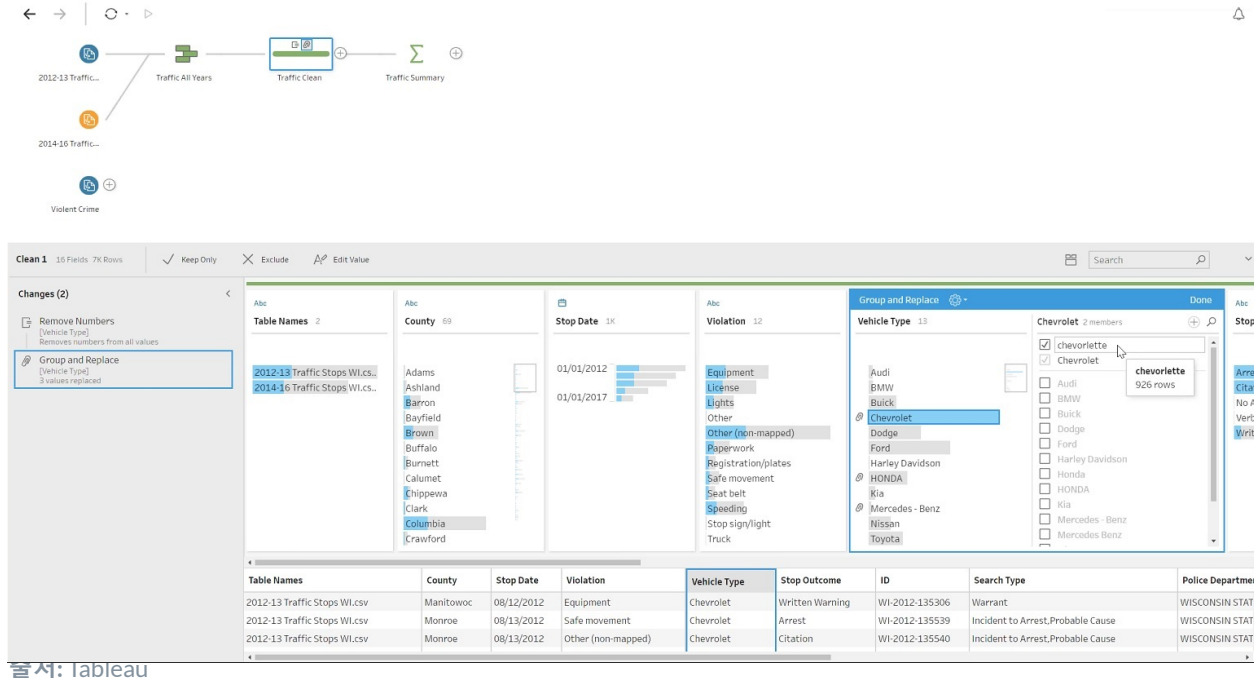 2012-13 Traffic...
Traffic All Years
Traffic Clean
Traffic Summary
2014-16 Traffic...
Violent Crime
Clean 1 16 Fields 7K Rows Keep Only Exclude Edit Value Search
Changes (2)
Remove Numbers
[Vehicle Type]
Removes numbers from all values
Group and Replace
[Vehicle Type]
3 values replaced
Abc
Table Names 2
2012-13 Traffic Stops WI.cs..
2014-16 Traffic Stops WI.cs..
Abc
County 69
Adams
Ashland
Barron
Bayfield
Brown
Buffalo
Burnett
Calumet
Chippewa
Clark
Columbia
Crawford
Stop Date 1K
01/01/2012
01/01/2017
Abc
Violation 12
Equipment
License
Lights
Other
Other (non-mapped)
Paperwork
Registration/plates
Safe movement
Seat belt
Speeding
Stop sign/light
Truck
Group and Replace Done
Vehicle Type 13
Audi
BMW
Buick
Chevrolet
Dodge
Ford
Harley Davidson
HONDA
Kia
Mercedes - Benz
Nissan
Toyota
Chevrolet 2 members
chevorlette
Chevrolet
Audi
BMW
Buick
Dodge
Ford
Harley Davidson
Honda
HONDA
Kia
Mercedes - Benz
Mercedes Benz
chevorlette
926 rows
Abc
Stop
Arre
Cita
No A
Verb
Writ
Table Names County Stop Date Violation Vehicle Type Stop Outcome ID Search Type Police Departme
2012-13 Traffic Stops WI.csv Manitowoc 08/12/2012 Equipment Chevrolet Written Warning WI-2012-135306 Warrant WISCONSIN STAT
2012-13 Traffic Stops WI.csv Monroe 08/13/2012 Safe movement Chevrolet Arrest WI-2012-135539 Incident to Arrest,Probable Cause WISCONSIN STAT
2012-13 Traffic Stops WI.csv Monroe 08/13/2012 Other (non-mapped) Chevrolet Citation WI-2012-135540 Incident to Arrest,Probable Cause WISCONSIN STAT
출처: Tableau